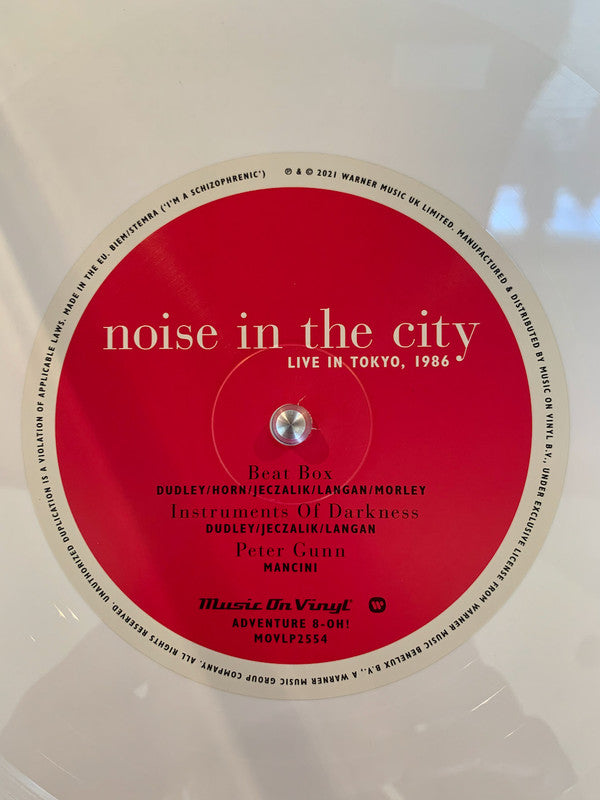 noise in the city
LIVE IN TOKYO, 1986
Beat Box
DUDLEY/HORN/JECZALIK/LANGAN/MORLEY
Instruments Of Darkness
DUDLEY/JECZALIK/LANGAN
Peter Gunn
MANCINI
Music On Vinyl
ADVENTURE 8-OH!
MOVLP2554
℗ & © 2021 WARNER MUSIC UK LIMITED. MANUFACTURED & DISTRIBUTED BY MUSIC ON VINYL B.V., UNDER EXCLUSIVE LICENSE FROM WARNER MUSIC BENELUX B.V., A WARNER MUSIC GROUP COMPANY. ALL RIGHTS RESERVED. UNAUTHORIZED DUPLICATION IS A VIOLATION OF APPLICABLE LAWS. MADE IN THE EU. BIEM/STEMRA ('I'M A SCHIZOPHRENIC')